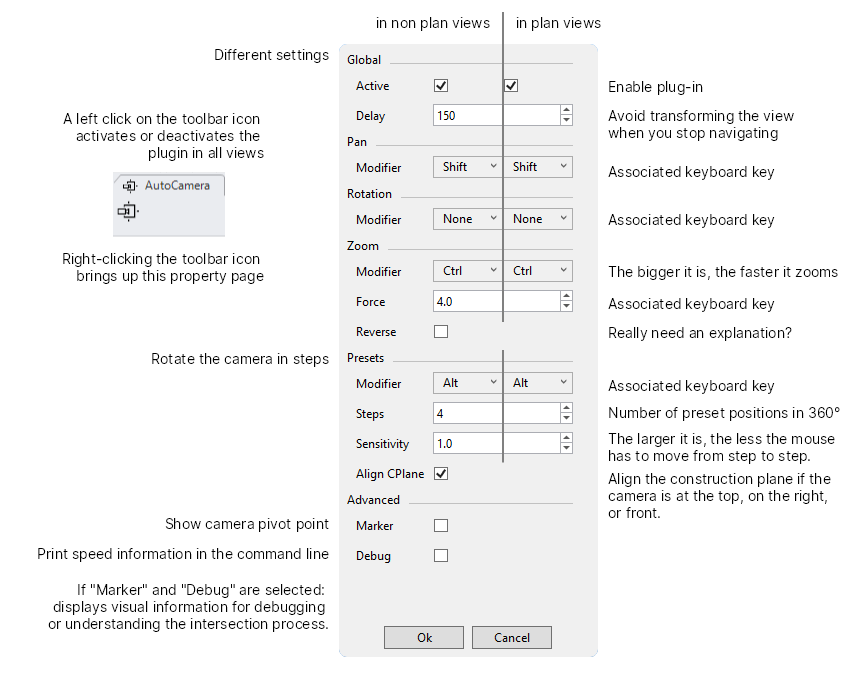 in non plan views
in plan views
Different settings
Global
Active
Enable plug-in
Delay
150
Avoid transforming the view
when you stop navigating
A left click on the toolbar icon
activates or deactivates the
plugin in all views
Pan
Modifier
Shift
Shift
Associated keyboard key
AutoCamera
Rotation
Modifier
None
None
Associated keyboard key
Right-clicking the toolbar icon
brings up this property page
Zoom
Modifier
Ctrl
Ctrl
The bigger it is, the faster it zooms
Force
4.0
Associated keyboard key
Reverse
Really need an explanation?
Rotate the camera in steps
Presets
Modifier
Alt
Alt
Associated keyboard key
Steps
4
Number of preset positions in 360°
Sensitivity
1.0
The larger it is, the less the mouse
has to move from step to step.
Align CPlane
Align the construction plane if the
camera is at the top, on the right,
or front.
Advanced
Show camera pivot point
Marker
Print speed information in the command line
Debug
If "Marker" and "Debug" are selected:
displays visual information for debugging
or understanding the intersection process.
Ok
Cancel